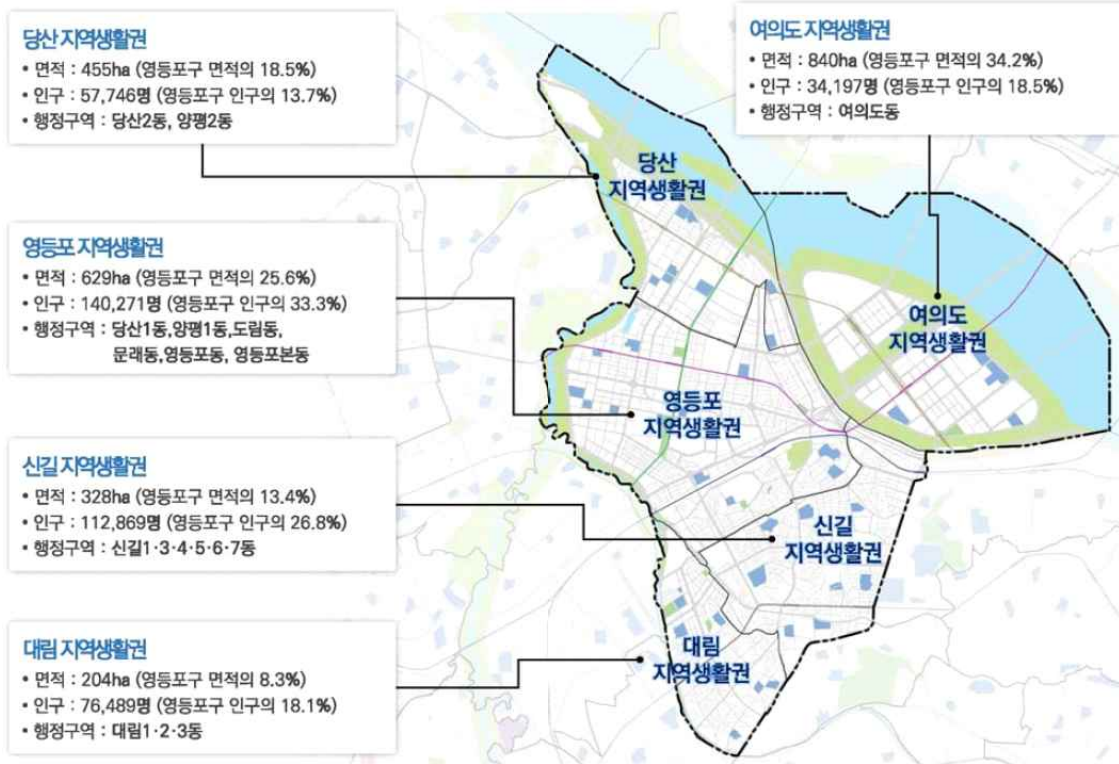 당산 지역생활권
• 면적 : 455ha (영등포구 면적의 18.5%)
• 인구 : 57,746명 (영등포구 인구의 13.7%)
• 행정구역 : 당산2동, 양평2동
여의도 지역생활권
• 면적 : 840ha (영등포구 면적의 34.2%)
• 인구 : 34,197명 (영등포구 인구의 18.5%)
• 행정구역 : 여의도동
영등포 지역생활권
• 면적 : 629ha (영등포구 면적의 25.6%)
• 인구 : 140,271명 (영등포구 인구의 33.3%)
• 행정구역 : 당산1동,양평1동,도림동,
문래동,영등포동, 영등포본동
신길 지역생활권
• 면적 : 328ha (영등포구 면적의 13.4%)
• 인구 : 112,869명 (영등포구 인구의 26.8%)
• 행정구역 : 신길1·3·4·5·6·7동
대림 지역생활권
• 면적 : 204ha (영등포구 면적의 8.3%)
• 인구 : 76,489명 (영등포구 인구의 18.1%)
• 행정구역 : 대림1·2·3동
당산
지역생활권
여의도
지역생활권
영등포
지역생활권
신길
지역생활권
대림
지역생활권